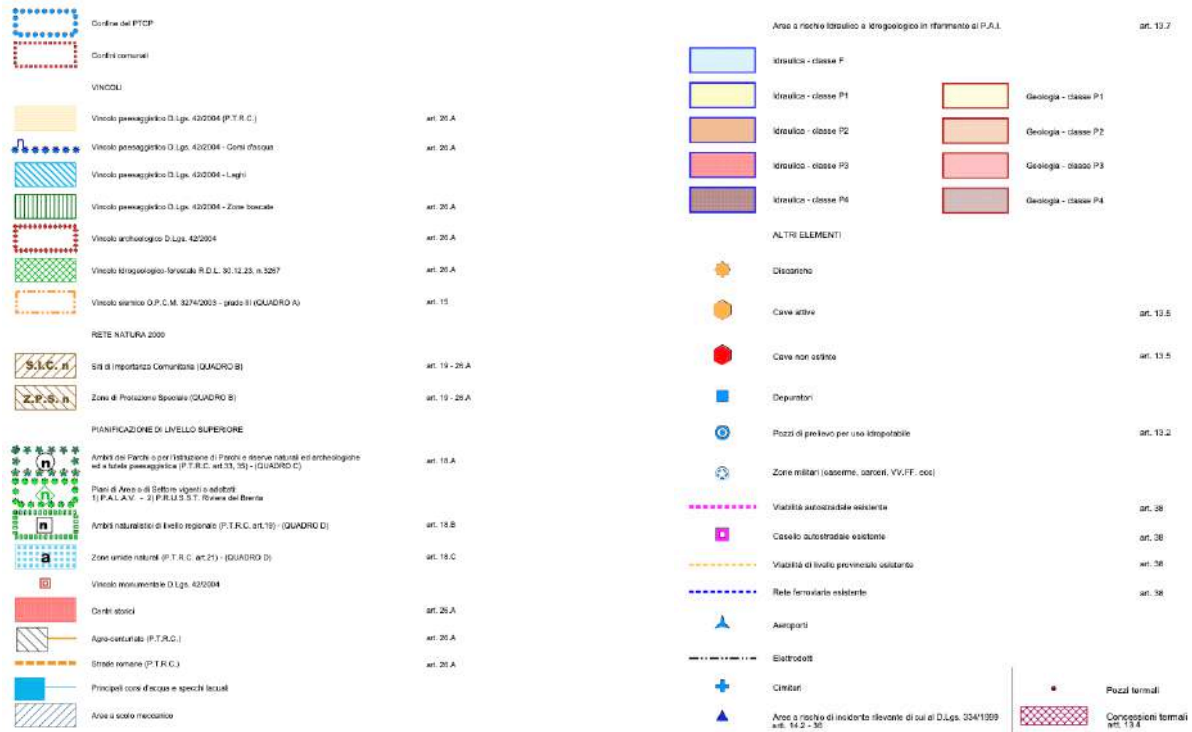 Confine del PTCP
Confini comunali
VINCOLI
Vincolo paesaggistico D.Lgs. 42/2004 (P.T.R.C.) art. 26.A
n
Vincolo paesaggistico D.Lgs. 42/2004 - Corsi d'acqua art. 26.A
Vincolo paesaggistico D.Lgs. 42/2004 - Laghi
Vincolo paesaggistico D.Lgs. 42/2004 - Zone boscate art. 26.A
Vincolo archeologico D.Lgs. 42/2004 art. 26.A
Vincolo idrogeologico-forestale R.D.L. 30.12.23, n.3267 art. 26.A
Vincolo sismico O.P.C.M. 3274/2003 - grado III (QUADRO A) art. 15
RETE NATURA 2000
S.I.C. n Siti di Importanza Comunitaria (QUADRO B) art. 19 - 26.A
Z.P.S. n Zone di Protezione Speciale (QUADRO B) art. 19 - 26.A
PIANIFICAZIONE DI LIVELLO SUPERIORE
n Ambiti dei Parchi o per l'istituzione di Parchi e riserve naturali ed archeologiche
ed a tutela paesaggistica (P.T.R.C. art.33, 35) - (QUADRO C) art. 18.A
n Piani di Area o di Settore vigenti o adottati:
1) P.A.L.A.V. - 2) P.R.U.S.S.T. Riviera del Brenta
n Ambiti naturalistici di livello regionale (P.T.R.C. art.19) - (QUADRO D) art. 18.B
a Zone umide naturali (P.T.R.C. art.21) - (QUADRO D) art. 18.C
Vincolo monumentale D.Lgs. 42/2004
Centri storici art. 26.A
Agro-centuriato (P.T.R.C.) art. 26.A
Strade romane (P.T.R.C.) art. 26.A
Principali corsi d'acqua e specchi lacuali
Aree a scolo meccanico
Aree a rischio Idraulico e Idrogeologico in riferimento al P.A.I. art. 13.7
Idraulica - classe F
Idraulica - classe P1 Geologia - classe P1
Idraulica - classe P2 Geologia - classe P2
Idraulica - classe P3 Geologia - classe P3
Idraulica - classe P4 Geologia - classe P4
ALTRI ELEMENTI
Discariche
Cave attive art. 13.5
Cave non estinte art. 13.5
Depuratori
Pozzi di prelievo per uso idropotabile art. 13.2
Zone militari (caserme, carceri, VV.FF. ecc)
Viabilità autostradale esistente art. 38
Casello autostradale esistente art. 38
Viabilità di livello provinciale esistente art. 38
Rete ferroviaria esistente art. 38
Aeroporti
Elettrodotti
Cimiteri
Aree a rischio di incidente rilevante di cui al D.Lgs. 334/1999
art. 14.2 - 36
Pozzi termali
Concessioni termali
art. 13.4